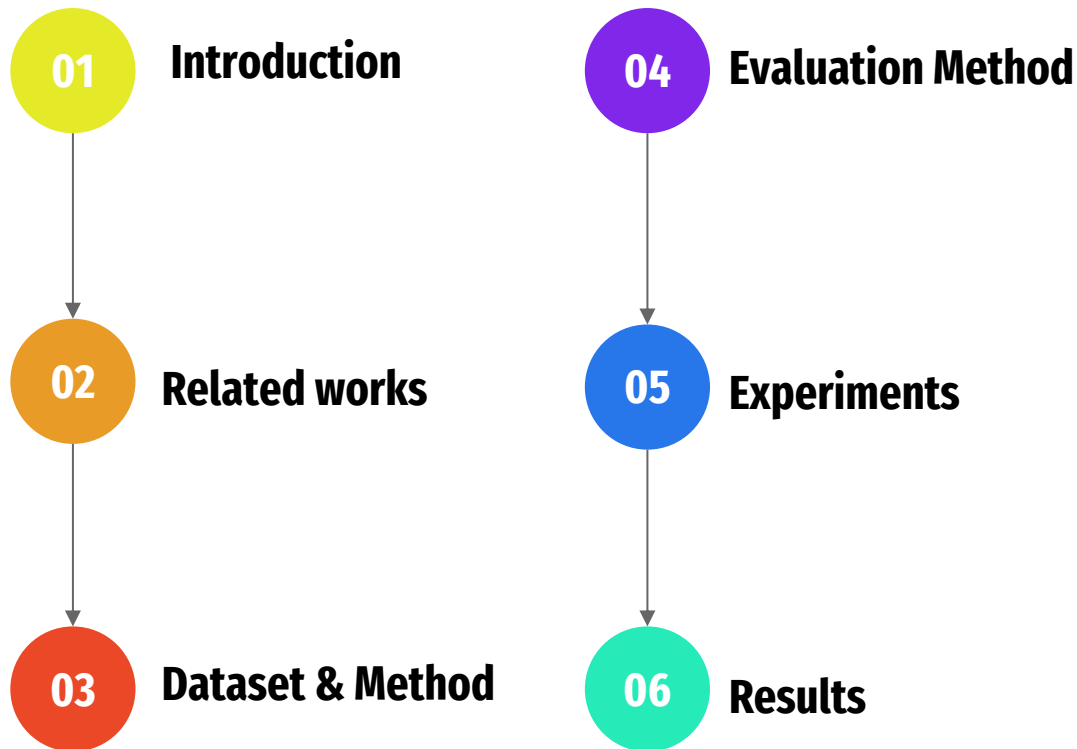 01
Introduction
02
Related works
03
Dataset & Method
04
Evaluation Method
05
Experiments
06
Results